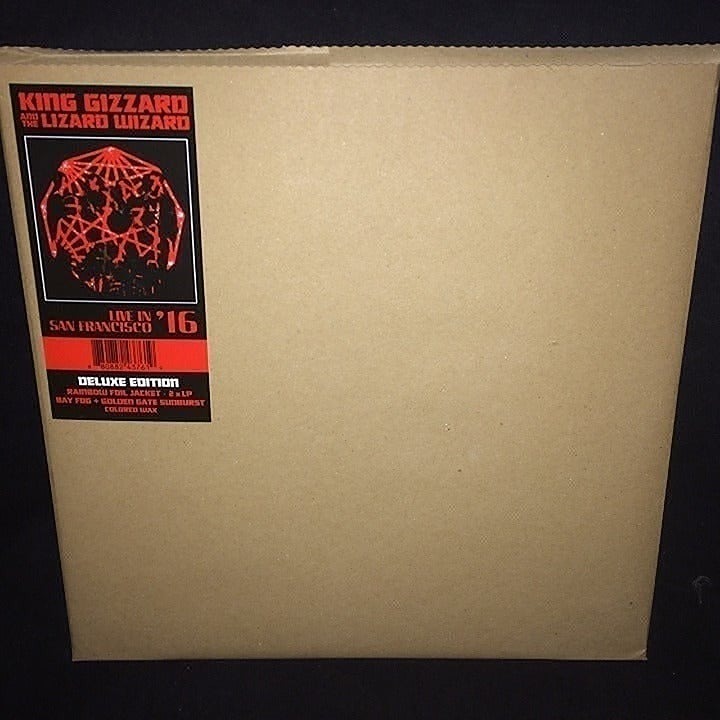 KING GIZZARD
AND THE LIZARD WIZARD
LIVE IN
SAN FRANCISCO '16
DELUXE EDITION
RAINBOW FOIL JACKET - 2 x LP
BAY FOG + GOLDEN GATE SUNBURST
COLORED WAX